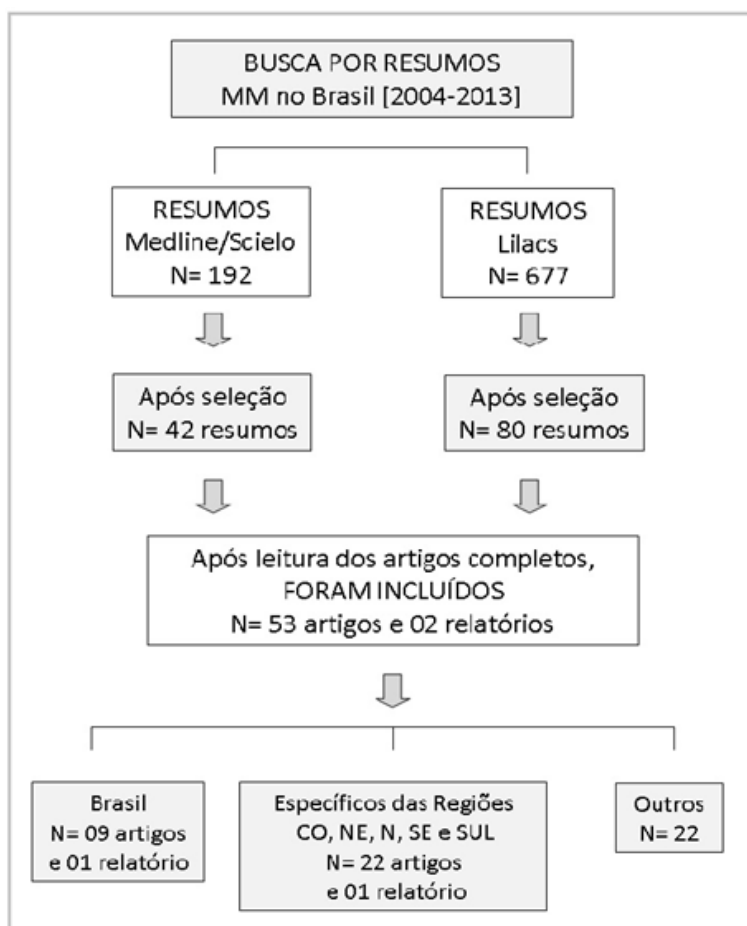 BUSCA POR RESUMOS
MM no Brasil [2004-2013]
RESUMOS
Medline/Scielo
N= 192
RESUMOS
Lilacs
N= 677
Após seleção
N= 42 resumos
Após seleção
N= 80 resumos
Após leitura dos artigos completos,
FORAM INCLUÍDOS
N= 53 artigos e 02 relatórios
Brasil
N= 09 artigos
e 01 relatório
Específicos das Regiões
CO, NE, N, SE e SUL
N= 22 artigos
e 01 relatório
Outros
N= 22